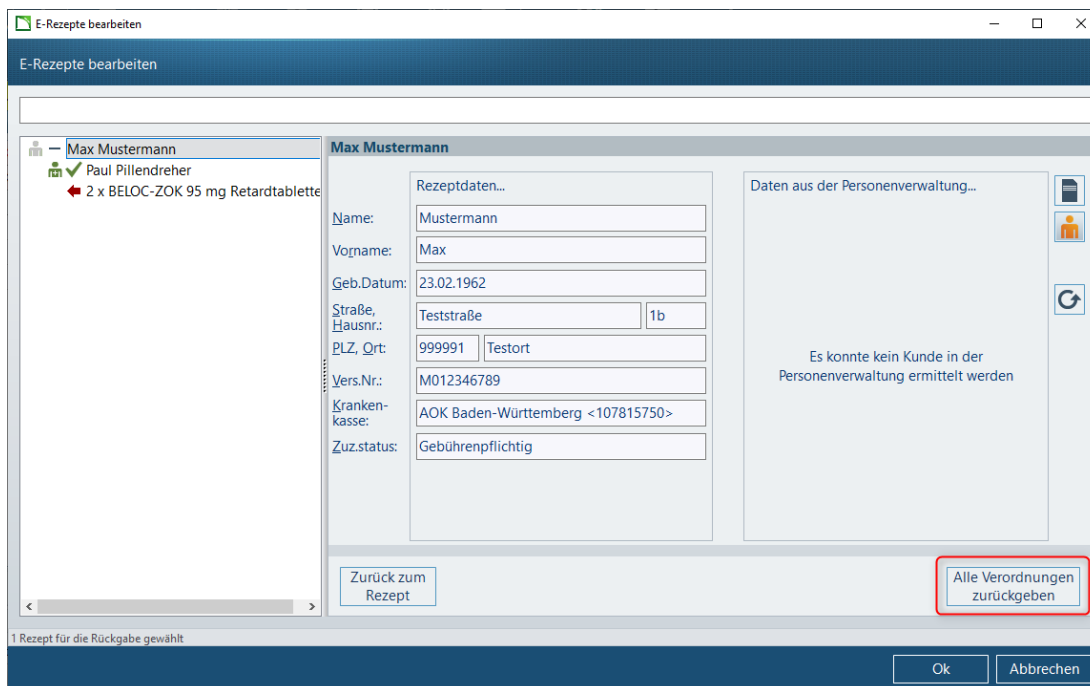 E-Rezepte bearbeiten
E-Rezepte bearbeiten
Max Mustermann
Paul Pillendreher
2 x BELOC-ZOK 95 mg Retardtablette
Max Mustermann
Rezeptdaten...
Daten aus der Personenverwaltung...
Name: Mustermann
Vorname: Max
Geb.Datum: 23.02.1962
Straße,
Hausnr.: Teststraße 1b
PLZ, Ort: 999991 Testort
Vers.Nr.: M012346789
Kranken-
kasse: AOK Baden-Württemberg <107815750>
Zuz.status: Gebührenpflichtig
Es konnte kein Kunde in der
Personenverwaltung ermittelt werden
Zurück zum
Rezept
Alle Verordnungen
zurückgeben
1 Rezept für die Rückgabe gewählt
Ok Abbrechen